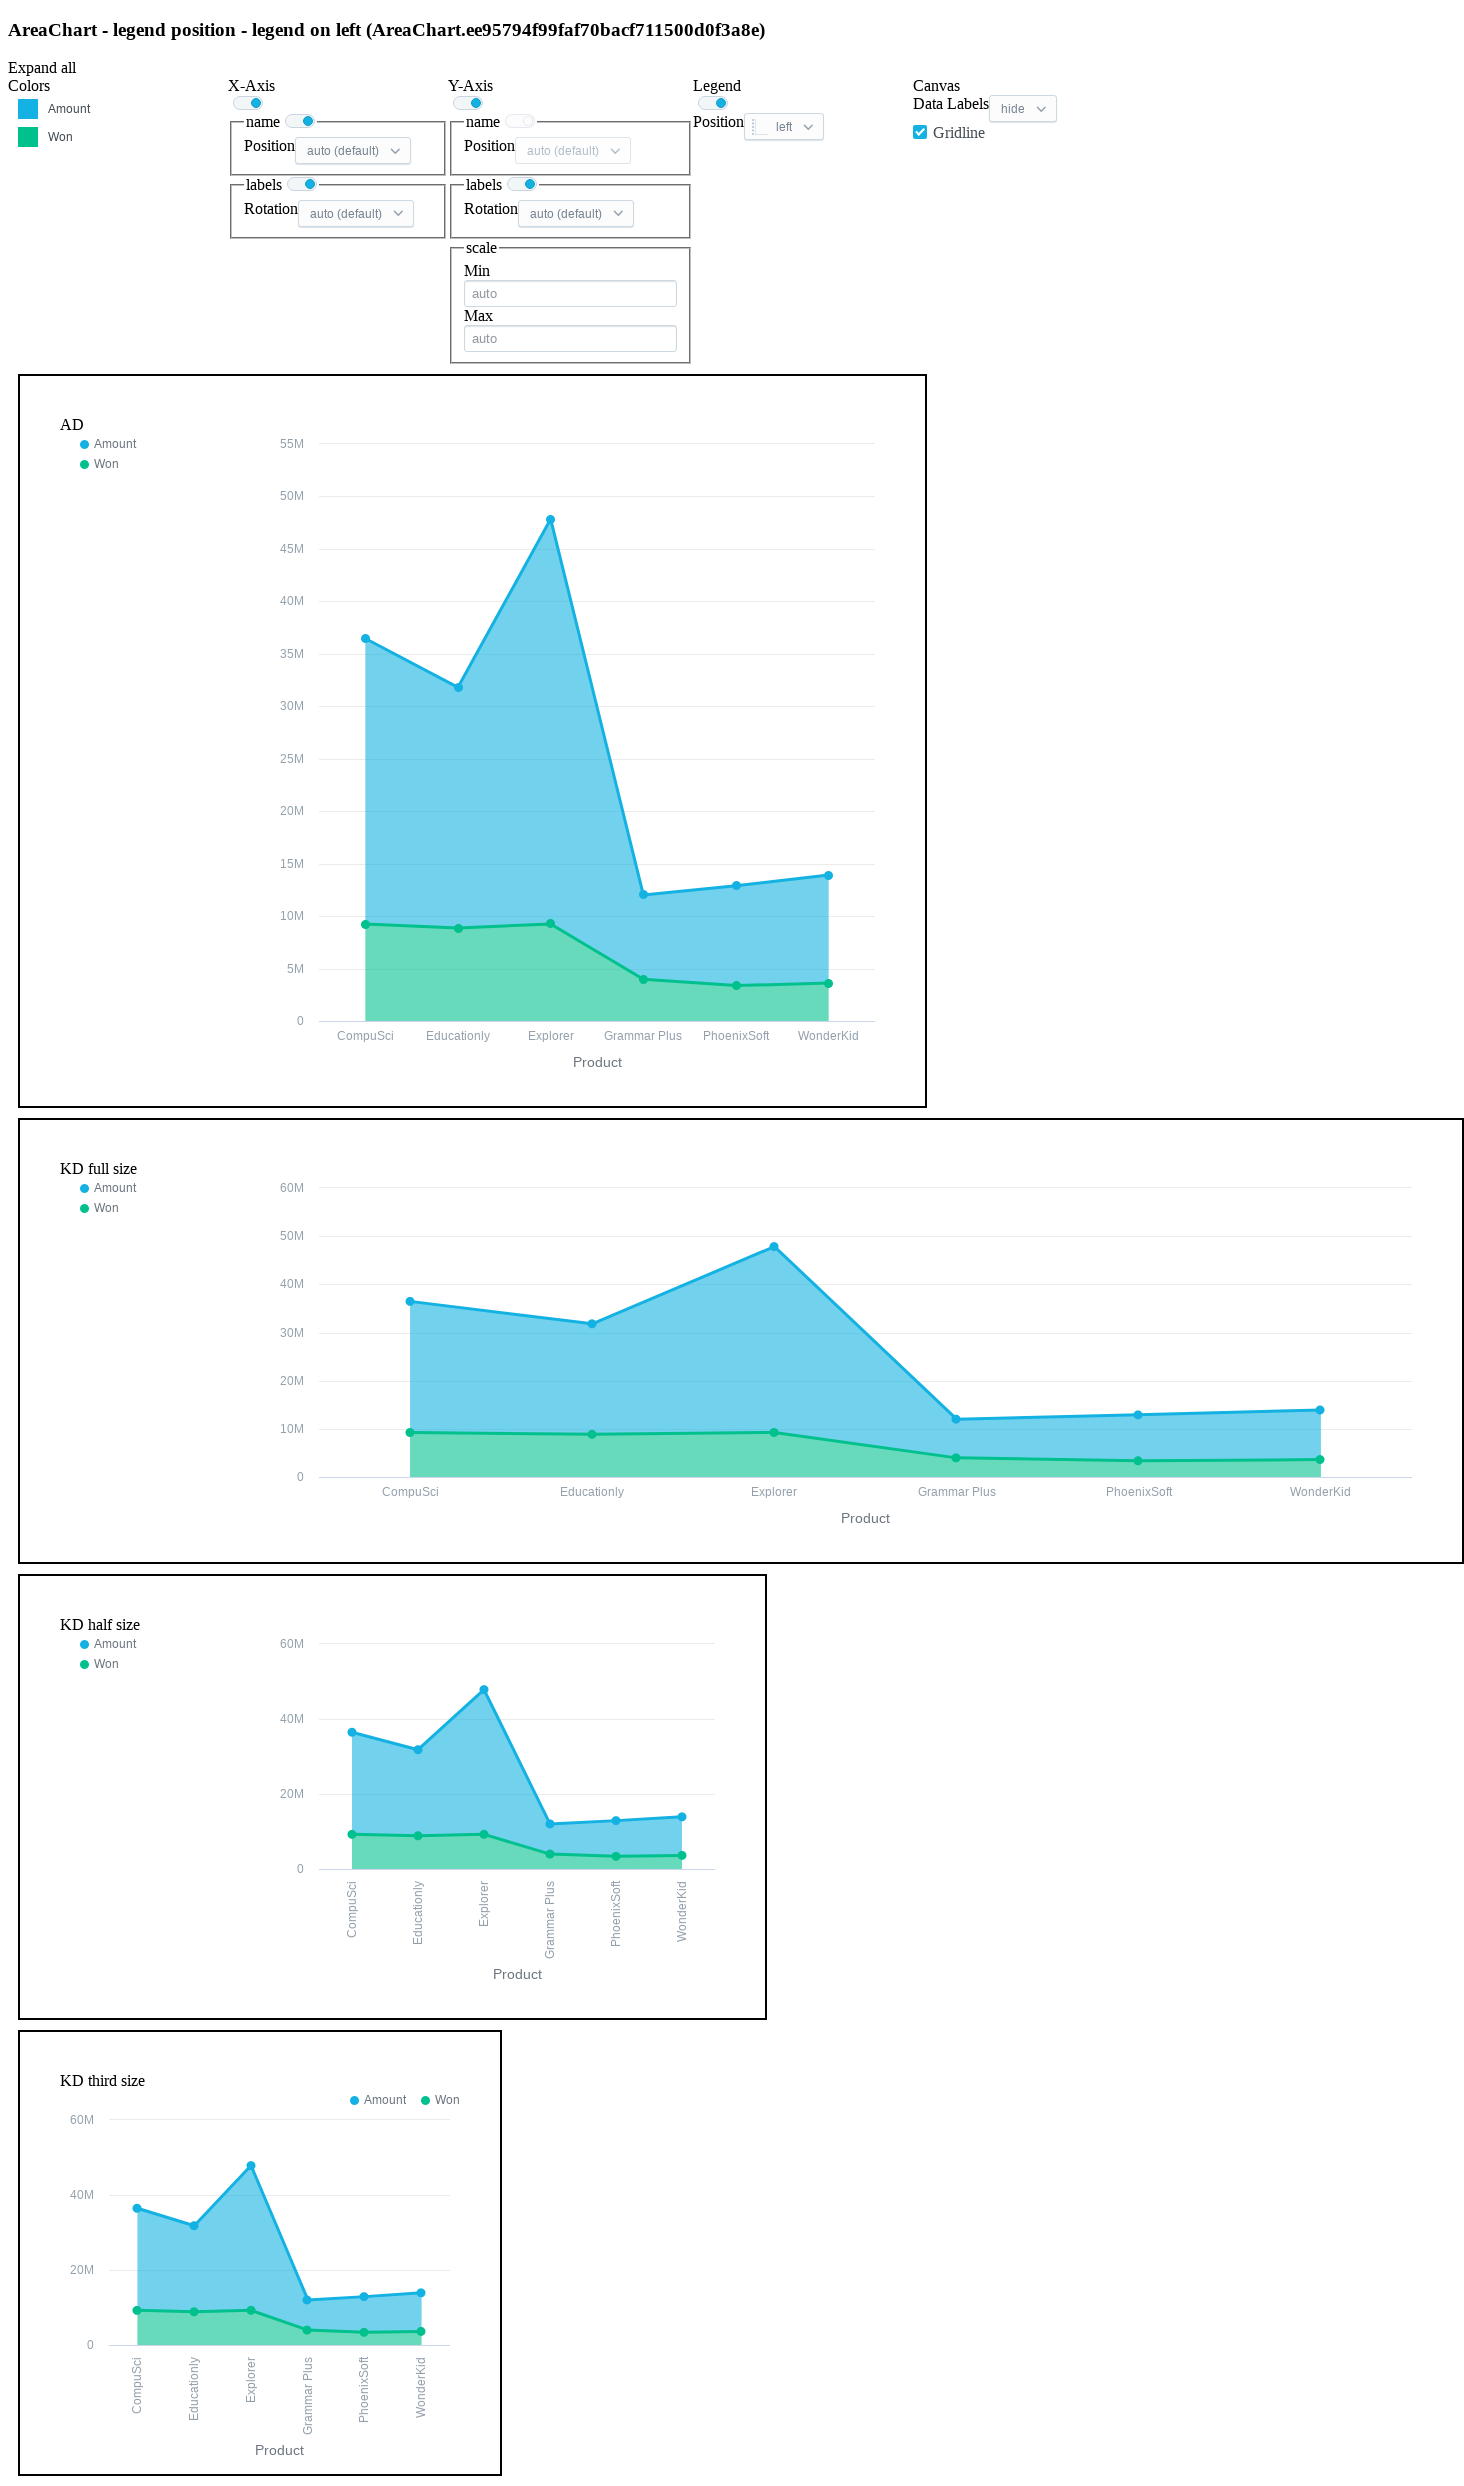 AreaChart - legend position - legend on left (AreaChart.ee95794f99faf70bacf711500d0f3a8e)
Expand all
Colors
Amount
Won
X-Axis
name
Position auto (default)
labels
Rotation auto (default)
Y-Axis
name
Position auto (default)
labels
Rotation auto (default)
scale
Min
auto
Max
auto
Legend
Position left
Canvas
Data Labels hide
Gridline
AD
Amount
Won
55M
50M
45M
40M
35M
30M
25M
20M
15M
10M
5M
0
CompuSci Educationly Explorer Grammar Plus PhoenixSoft WonderKid
Product
KD full size
Amount
Won
60M
50M
40M
30M
20M
10M
0
CompuSci Educationly Explorer Grammar Plus PhoenixSoft WonderKid
Product
KD half size
Amount
Won
60M
40M
20M
0
CompuSci
Educationly
Explorer
Grammar Plus
PhoenixSoft
WonderKid
Product
KD third size
Amount Won
60M
40M
20M
0
CompuSci
Educationly
Explorer
Grammar Plus
PhoenixSoft
WonderKid
Product